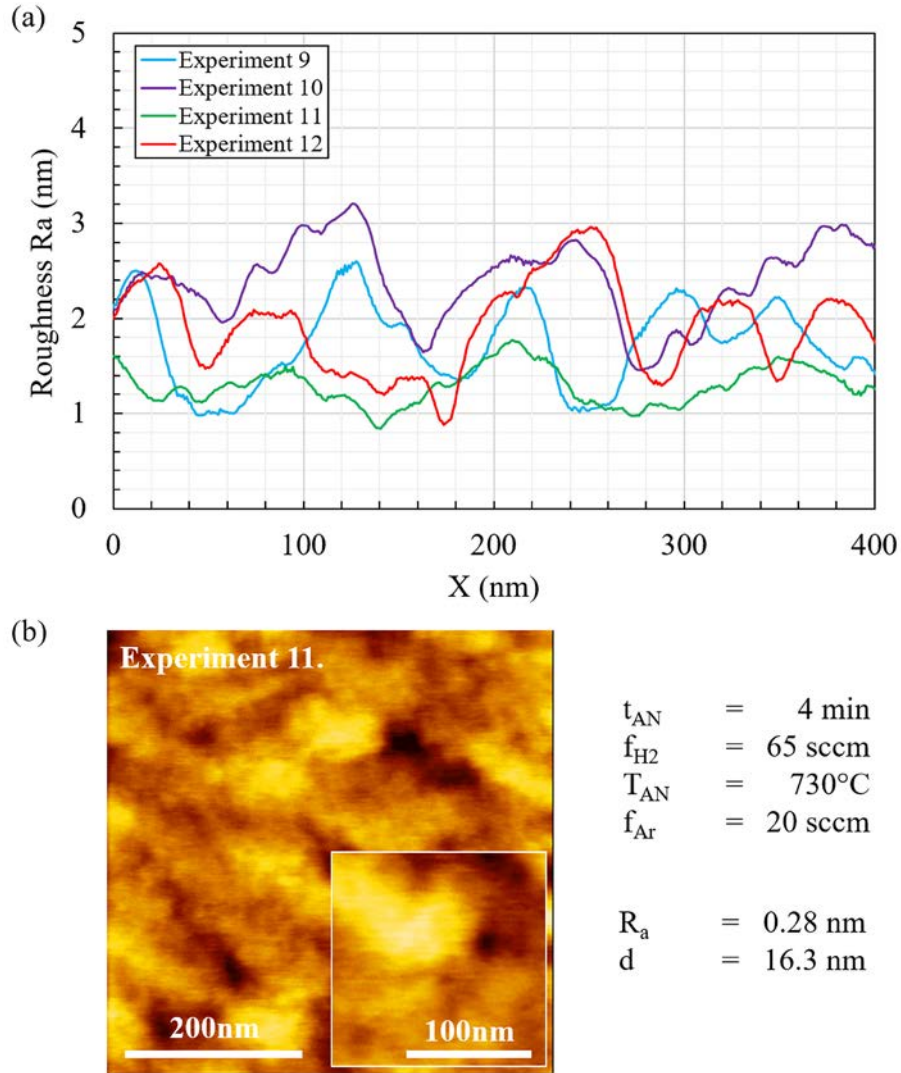 (a)
5
4
3
2
1
0
Roughness Ra (nm)
Experiment 9
Experiment 10
Experiment 11
Experiment 12
0 100 200 300 400
X (nm)
(b)
Experiment 11.
200nm
100nm
t_AN = 4 min
f_H2 = 65 sccm
T_AN = 730°C
f_Ar = 20 sccm
R_a = 0.28 nm
d = 16.3 nm